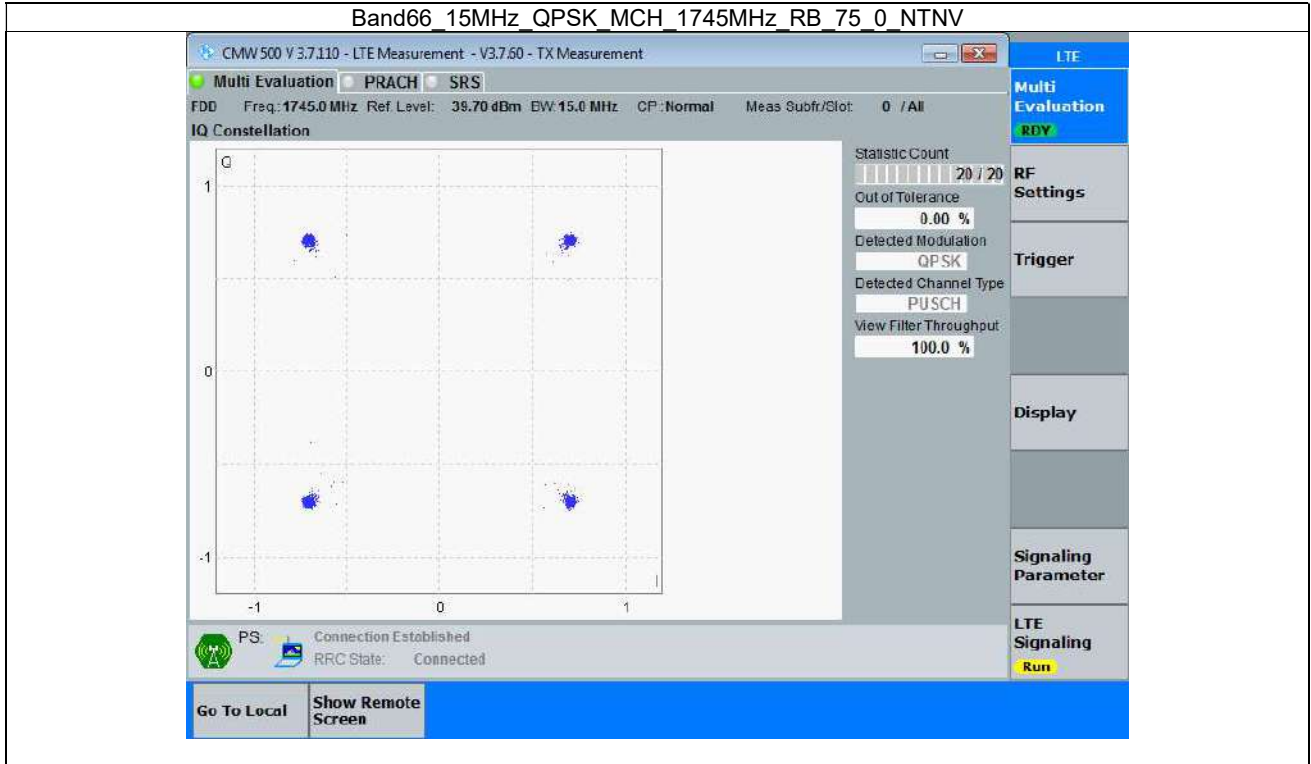 Band66_15MHz_QPSK_MCH_1745MHz_RB_75_0_NTNV
CMW 500 V 3.7.110 - LTE Measurement - V3.7.60 - TX Measurement
LTE
Multi Evaluation PRACH SRS
FDD Freq.: 1745.0 MHz Ref. Level: 39.70 dBm BW: 15.0 MHz CP: Normal Meas Subfr/Slot: 0 / All
IQ Constellation
Q
1
0
-1
-1 0 1
I
Statistic Count
20 / 20
Out of Tolerance
0.00 %
Detected Modulation
QPSK
Detected Channel Type
PUSCH
View Filter Throughput
100.0 %
Multi
Evaluation
RDY
RF
Settings
Trigger
Display
Signaling
Parameter
LTE
Signaling
Run
PS: Connection Established
RRC State: Connected
Go To Local
Show Remote
Screen